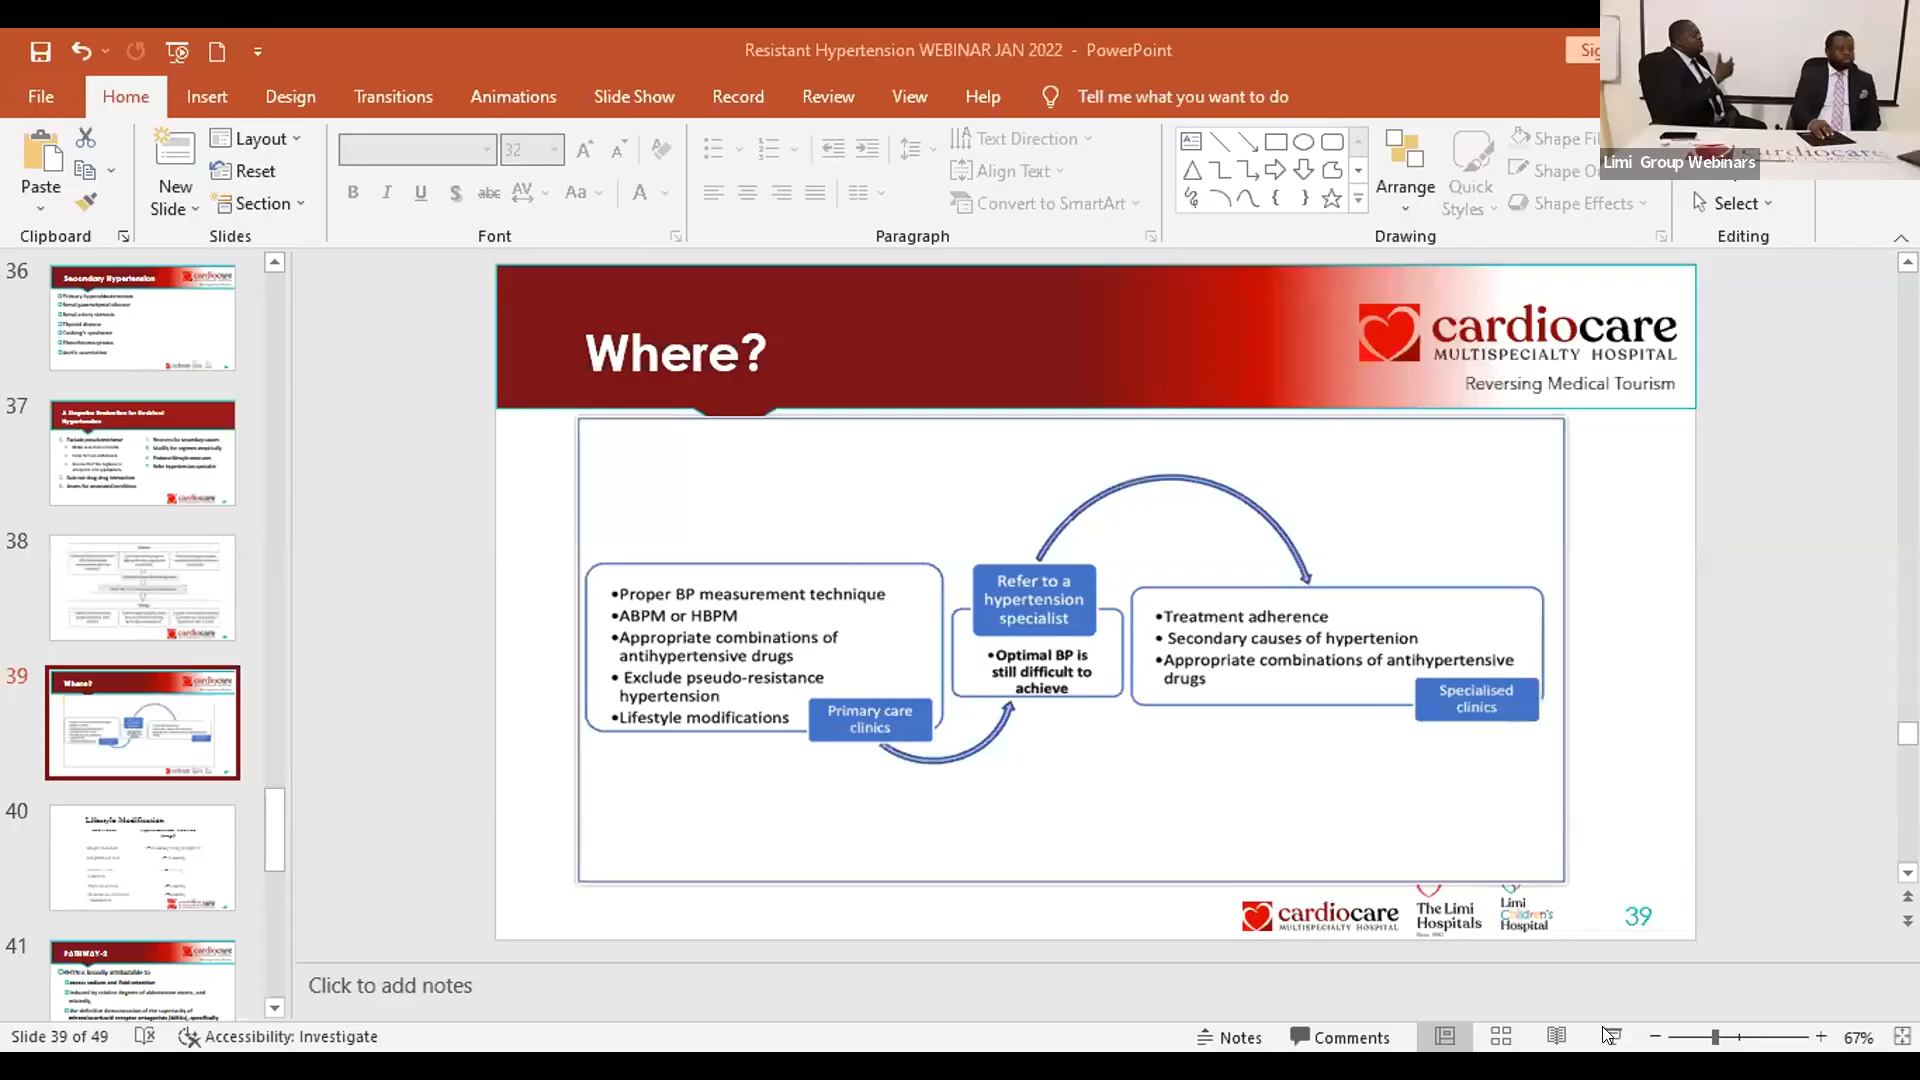 Resistant Hypertension WEBINAR JAN 2022 - PowerPoint
File
Home
Insert
Design
Transitions
Animations
Slide Show
Record
Review
View
Help
Tell me what you want to do
Limi Group Webinars
Paste
New
Slide
Layout
Reset
Section
32
Text Direction
Align Text
Convert to SmartArt
Arrange
Quick
Styles
Shape Effects
Select
Clipboard
Slides
Font
Paragraph
Drawing
Editing
36
Secondary Hypertension
37
38
39
Where?
40
Lifestyle Modification
41
PATHWAY-2
Where?
cardiocare
MULTISPECIALTY HOSPITAL
Reversing Medical Tourism
•Proper BP measurement technique
•ABPM or HBPM
•Appropriate combinations of
antihypertensive drugs
• Exclude pseudo-resistance
hypertension
•Lifestyle modifications
Primary care
clinics
Refer to a
hypertension
specialist
•Optimal BP is
still difficult to
achieve
•Treatment adherence
• Secondary causes of hypertenion
•Appropriate combinations of antihypertensive
drugs
Specialised
clinics
cardiocare
MULTISPECIALTY HOSPITAL
The Limi
Hospitals
Limi
Children's
Hospital
39
Click to add notes
Slide 39 of 49
Accessibility: Investigate
Notes
Comments
67%